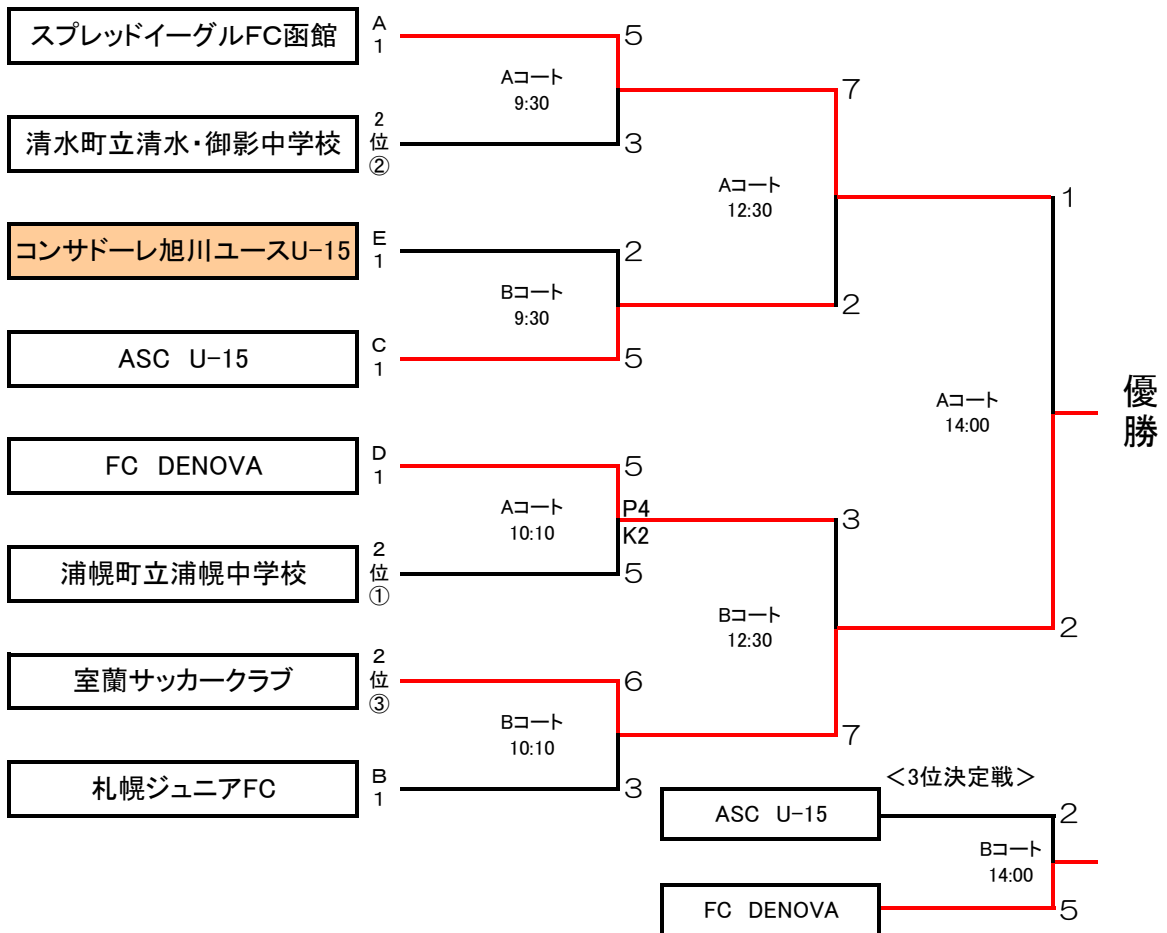 スプレッドイーグルFC函館
A
1
5
Aコート
9:30
7
清水町立清水・御影中学校
2
位
②
3
Aコート
12:30
1
コンサドーレ旭川ユースU-15
E
1
2
Bコート
9:30
2
ASC U-15
C
1
5
Aコート
14:00
優
勝
FC DENOVA
D
1
5
Aコート
10:10
P4
K2
3
浦幌町立浦幌中学校
2
位
①
5
Bコート
12:30
2
室蘭サッカークラブ
2
位
③
6
Bコート
10:10
7
札幌ジュニアFC
B
1
3
<3位決定戦>
ASC U-15
2
Bコート
14:00
FC DENOVA
5